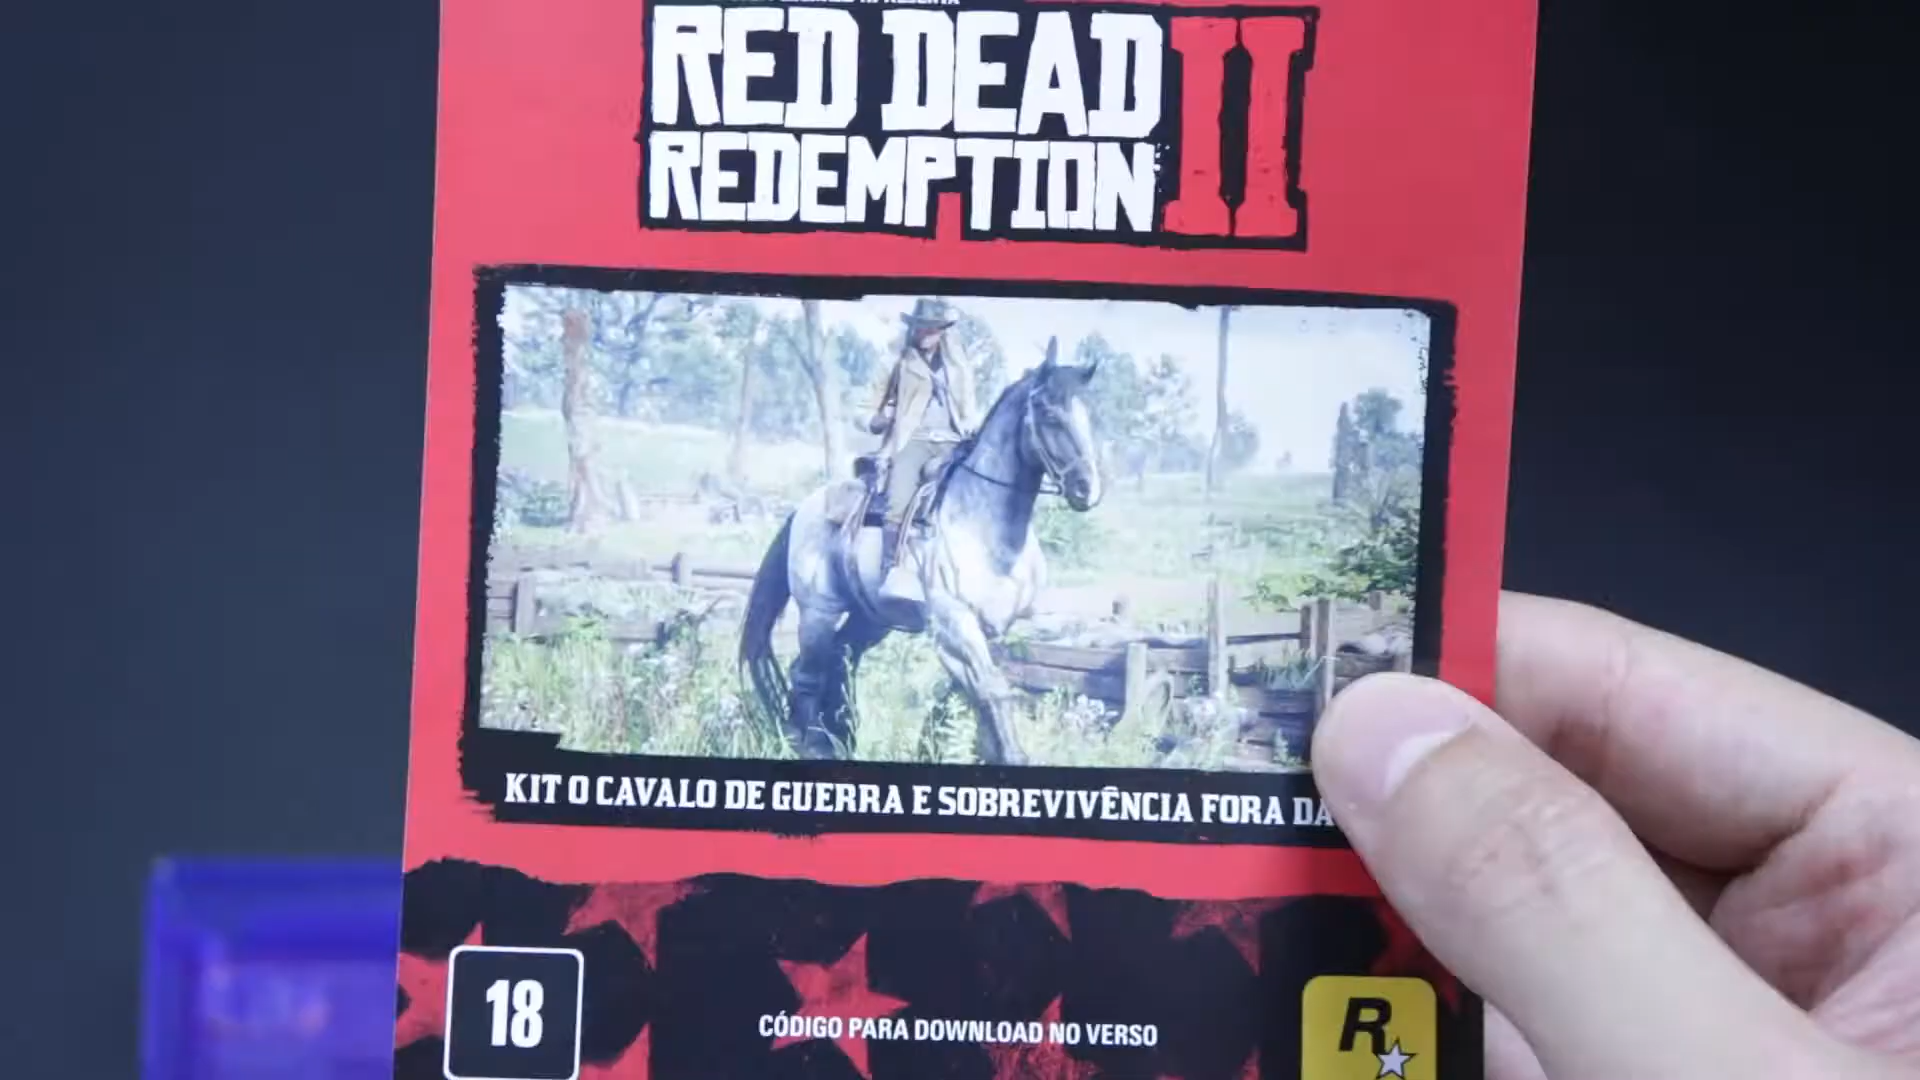 RED DEAD
REDEMPTION II
KIT O CAVALO DE GUERRA E SOBREVIVÊNCIA FORA DA
18
CÓDIGO PARA DOWNLOAD NO VERSO
R